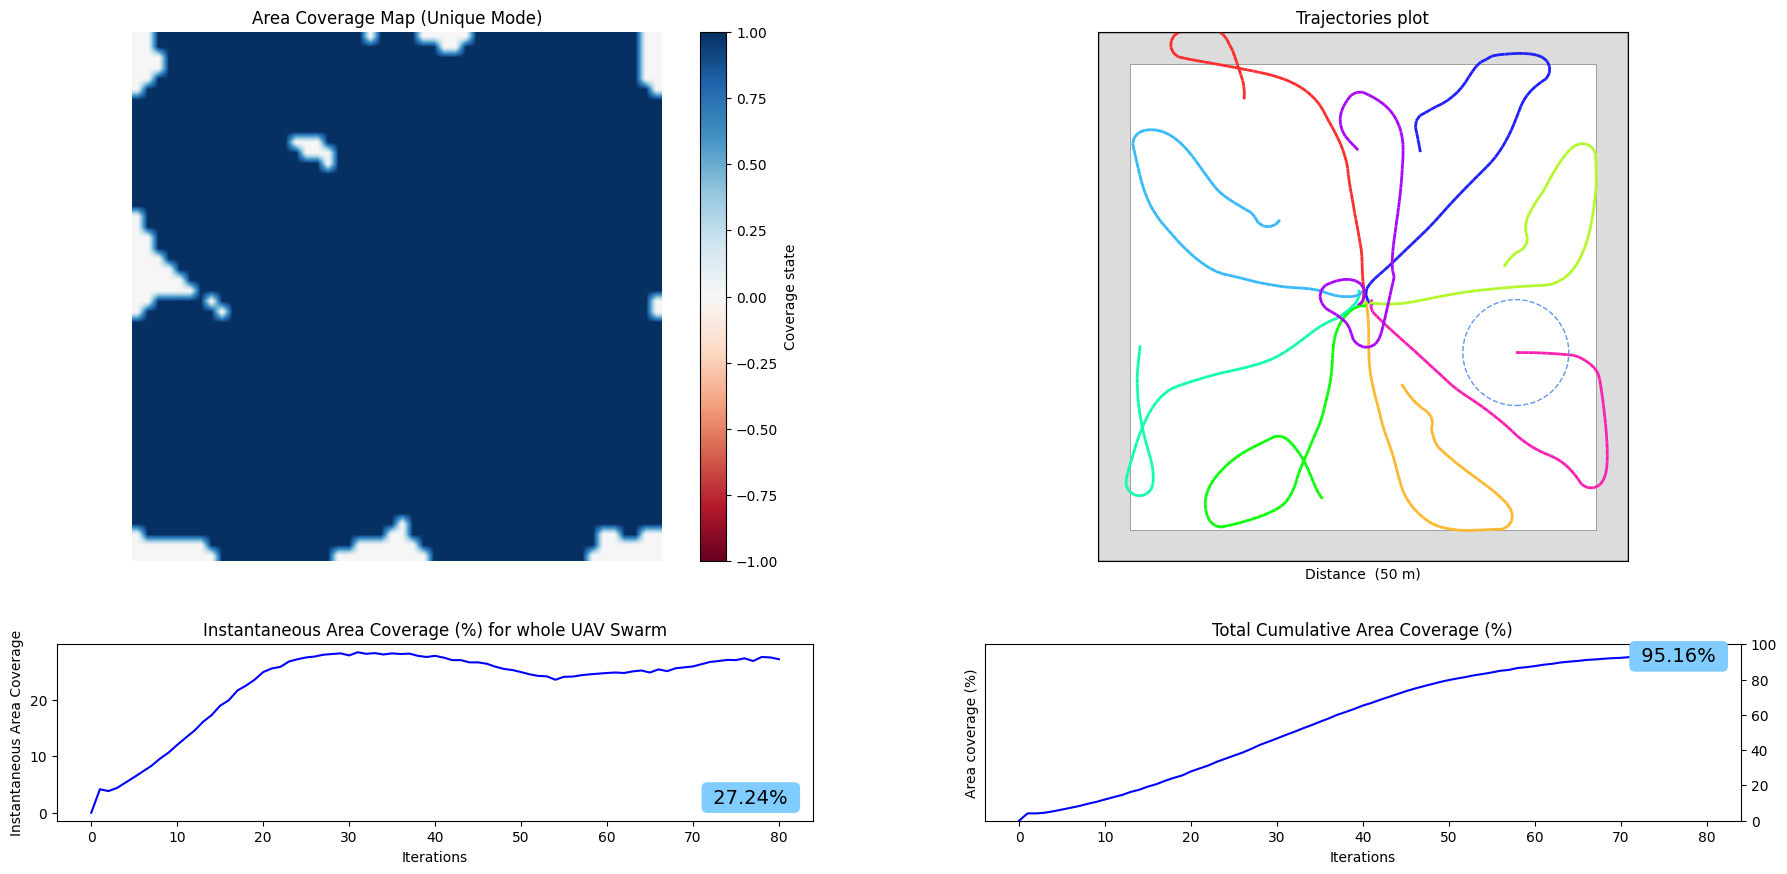 Area Coverage Map (Unique Mode)
1.00
0.75
0.50
0.25
0.00
−0.25
−0.50
−0.75
−1.00
Coverage state
Trajectories plot
Distance  (50 m)
Instantaneous Area Coverage (%) for whole UAV Swarm
Instantaneous Area Coverage
20
10
0
27.24%
0 10 20 30 40 50 60 70 80
Iterations
Total Cumulative Area Coverage (%)
Area coverage (%)
95.16%
100
80
60
40
20
0
0 10 20 30 40 50 60 70 80
Iterations